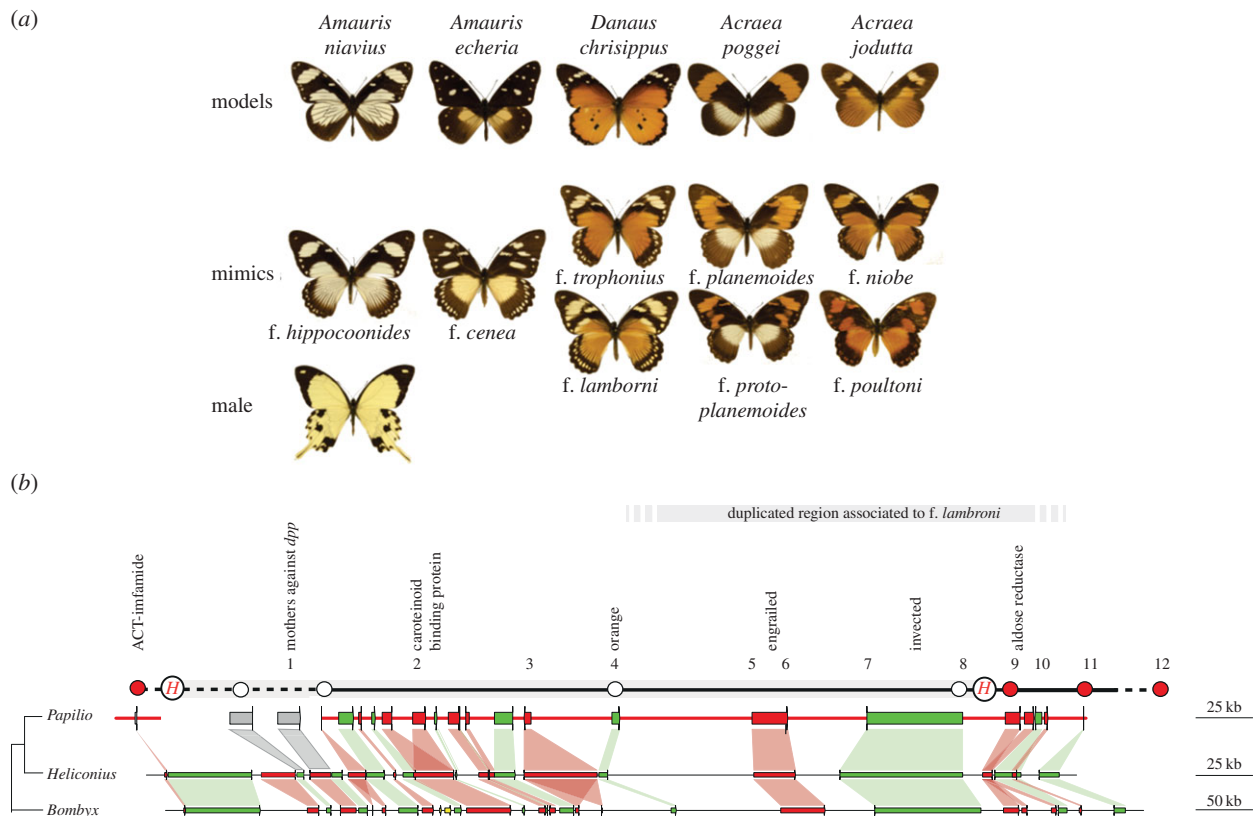 (a)
Amauris niavius
Amauris echeria
Danaus chrisippus
Acraea poggei
Acraea jodutta
models
mimics
f. hippocoonides
f. cenea
f. trophonius
f. planemoides
f. niobe
f. lamborni
f. proto-
planemoides
f. poultoni
male
(b)
duplicated region associated to f. lambroni
ACT-imfamide
mothers against dpp
caroteinoid
binding protein
orange
engrailed
invected
aldose reductase
1 2 3 4 5 6 7 8 9 10 11 12
H H
Papilio
25 kb
Heliconius
25 kb
Bombyx
50 kb